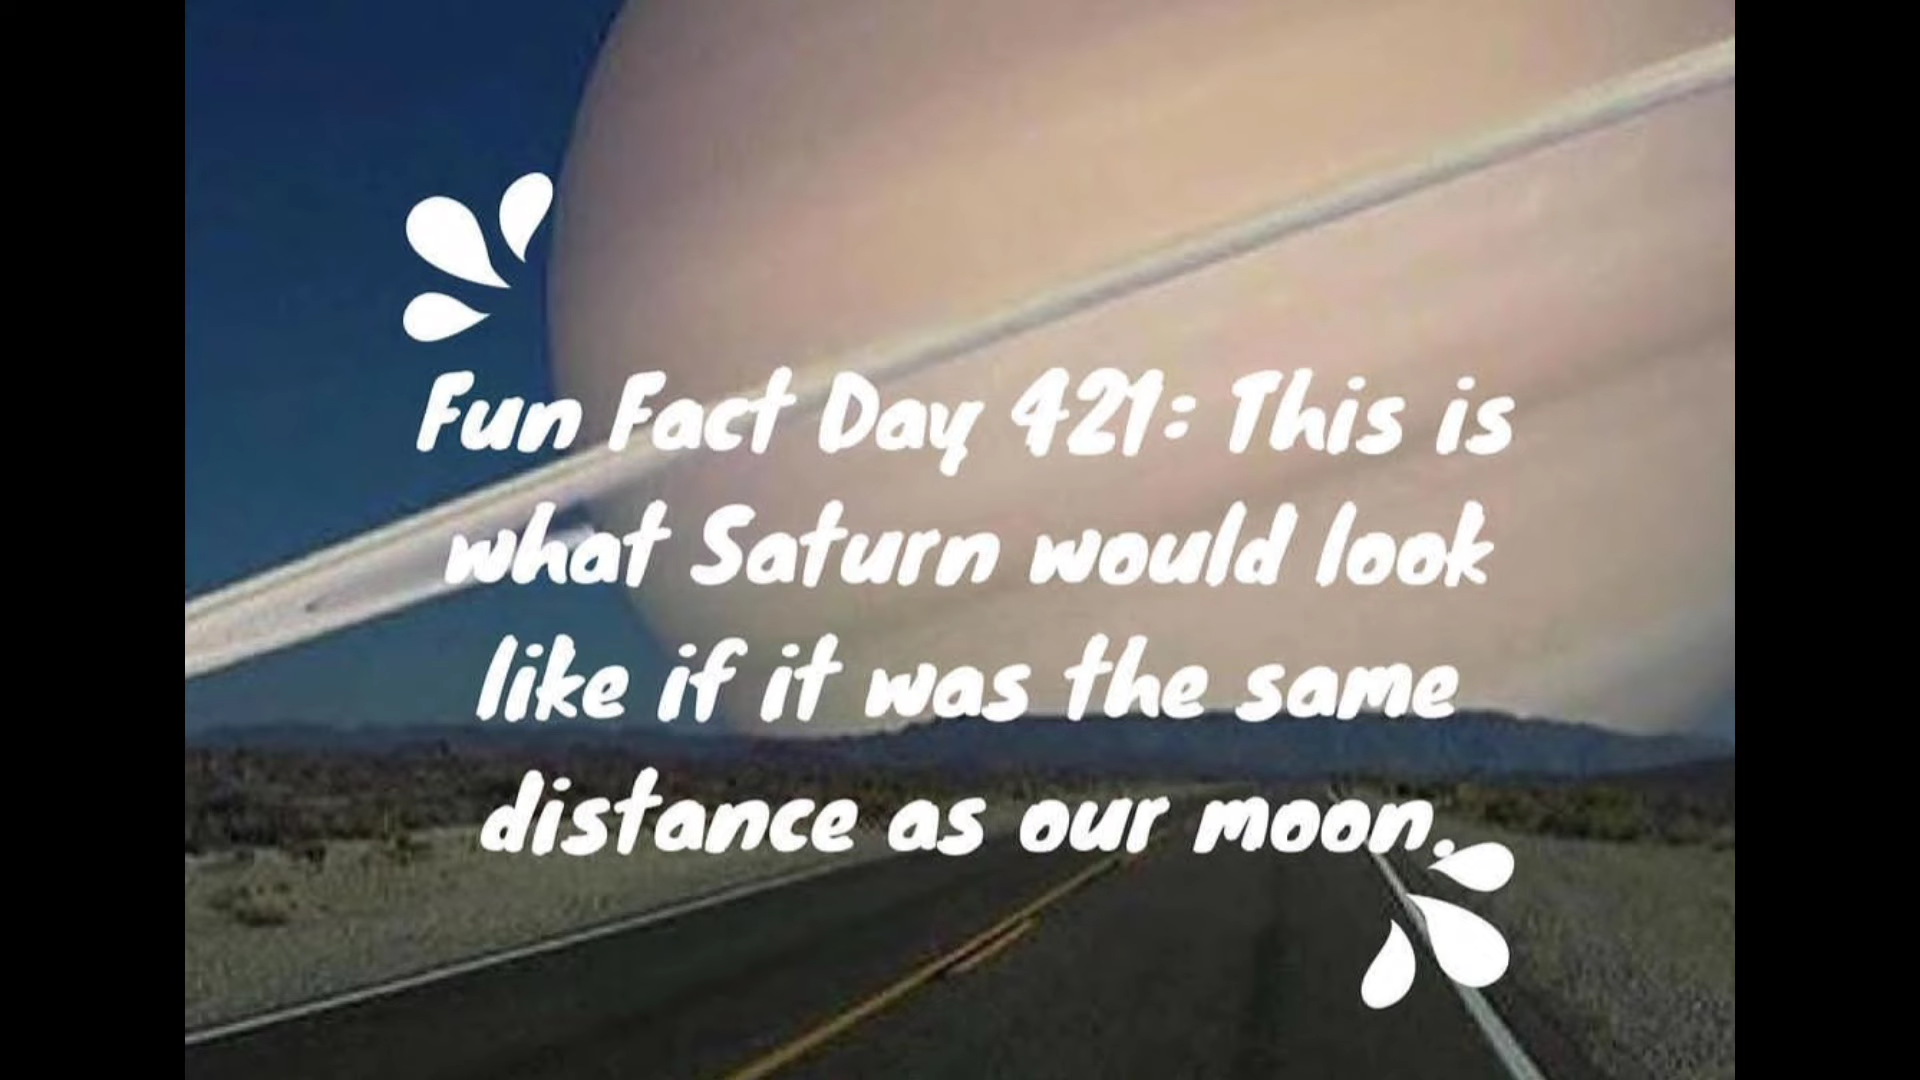 Fun Fact Day 421: This is
what Saturn would look
like if it was the same
distance as our moon.